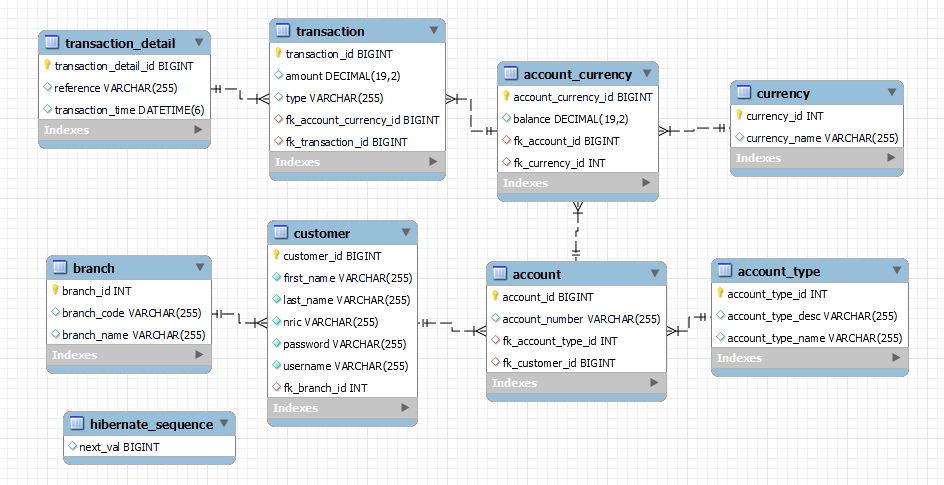 transaction_detail
transaction_detail_id BIGINT
reference VARCHAR(255)
transaction_time DATETIME(6)
Indexes
transaction
transaction_id BIGINT
amount DECIMAL(19,2)
type VARCHAR(255)
fk_account_currency_id BIGINT
fk_transaction_id BIGINT
Indexes
account_currency
account_currency_id BIGINT
balance DECIMAL(19,2)
fk_account_id BIGINT
fk_currency_id INT
Indexes
currency
currency_id INT
currency_name VARCHAR(255)
Indexes
branch
branch_id INT
branch_code VARCHAR(255)
branch_name VARCHAR(255)
Indexes
customer
customer_id BIGINT
first_name VARCHAR(255)
last_name VARCHAR(255)
nric VARCHAR(255)
password VARCHAR(255)
username VARCHAR(255)
fk_branch_id INT
Indexes
account
account_id BIGINT
account_number VARCHAR(255)
fk_account_type_id INT
fk_customer_id BIGINT
Indexes
account_type
account_type_id INT
account_type_desc VARCHAR(255)
account_type_name VARCHAR(255)
Indexes
hibernate_sequence
next_val BIGINT